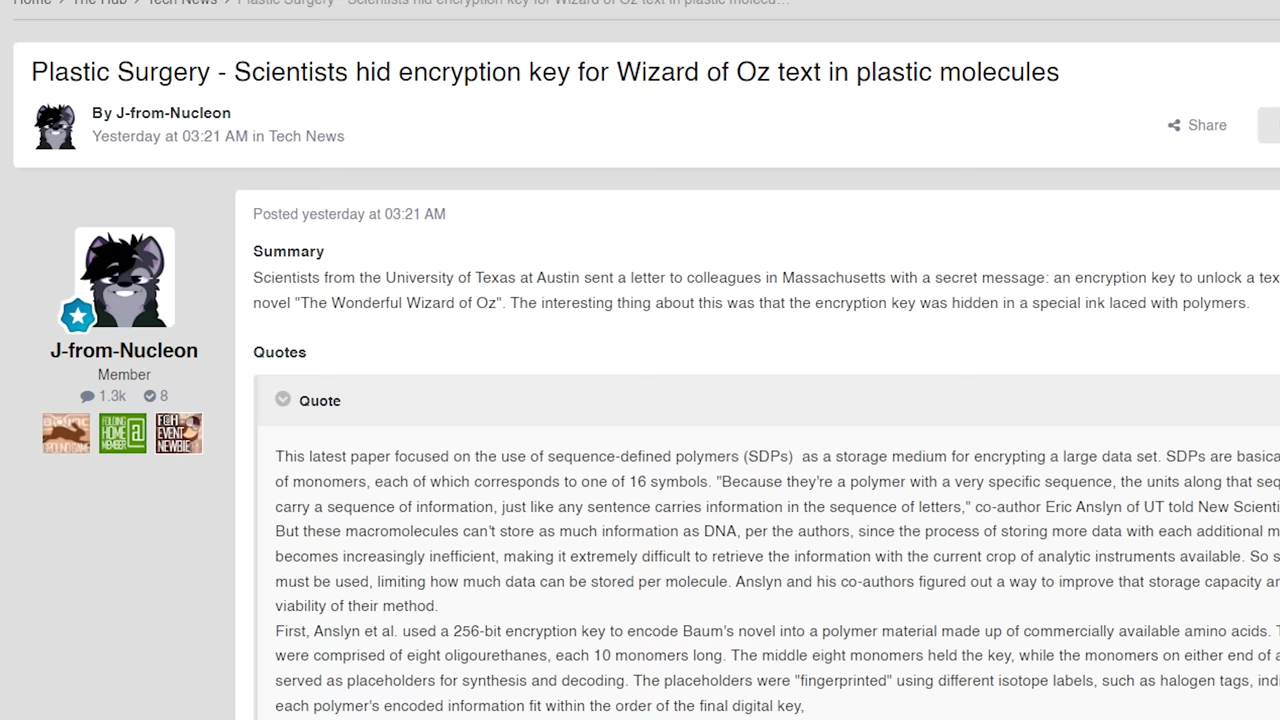 Home > The Hub > Tech News > Plastic Surgery - Scientists hid encryption key for Wizard of Oz text in plastic molecu...
Plastic Surgery - Scientists hid encryption key for Wizard of Oz text in plastic molecules
By J-from-Nucleon
Yesterday at 03:21 AM in Tech News
Share
Posted yesterday at 03:21 AM
Summary
Scientists from the University of Texas at Austin sent a letter to colleagues in Massachusetts with a secret message: an encryption key to unlock a tex
novel "The Wonderful Wizard of Oz". The interesting thing about this was that the encryption key was hidden in a special ink laced with polymers.
J-from-Nucleon
Member
1.3k 8
FOLDING HOME MEMBER @
F@H EVENT NEWBIE
Quotes
Quote
This latest paper focused on the use of sequence-defined polymers (SDPs)  as a storage medium for encrypting a large data set. SDPs are basica
of monomers, each of which corresponds to one of 16 symbols. "Because they're a polymer with a very specific sequence, the units along that seq
carry a sequence of information, just like any sentence carries information in the sequence of letters," co-author Eric Anslyn of UT told New Scienti
But these macromolecules can't store as much information as DNA, per the authors, since the process of storing more data with each additional m
becomes increasingly inefficient, making it extremely difficult to retrieve the information with the current crop of analytic instruments available. So s
must be used, limiting how much data can be stored per molecule. Anslyn and his co-authors figured out a way to improve that storage capacity an
viability of their method.
First, Anslyn et al. used a 256-bit encryption key to encode Baum's novel into a polymer material made up of commercially available amino acids. T
were comprised of eight oligourethanes, each 10 monomers long. The middle eight monomers held the key, while the monomers on either end of a
served as placeholders for synthesis and decoding. The placeholders were "fingerprinted" using different isotope labels, such as halogen tags, indi
each polymer's encoded information fit within the order of the final digital key,